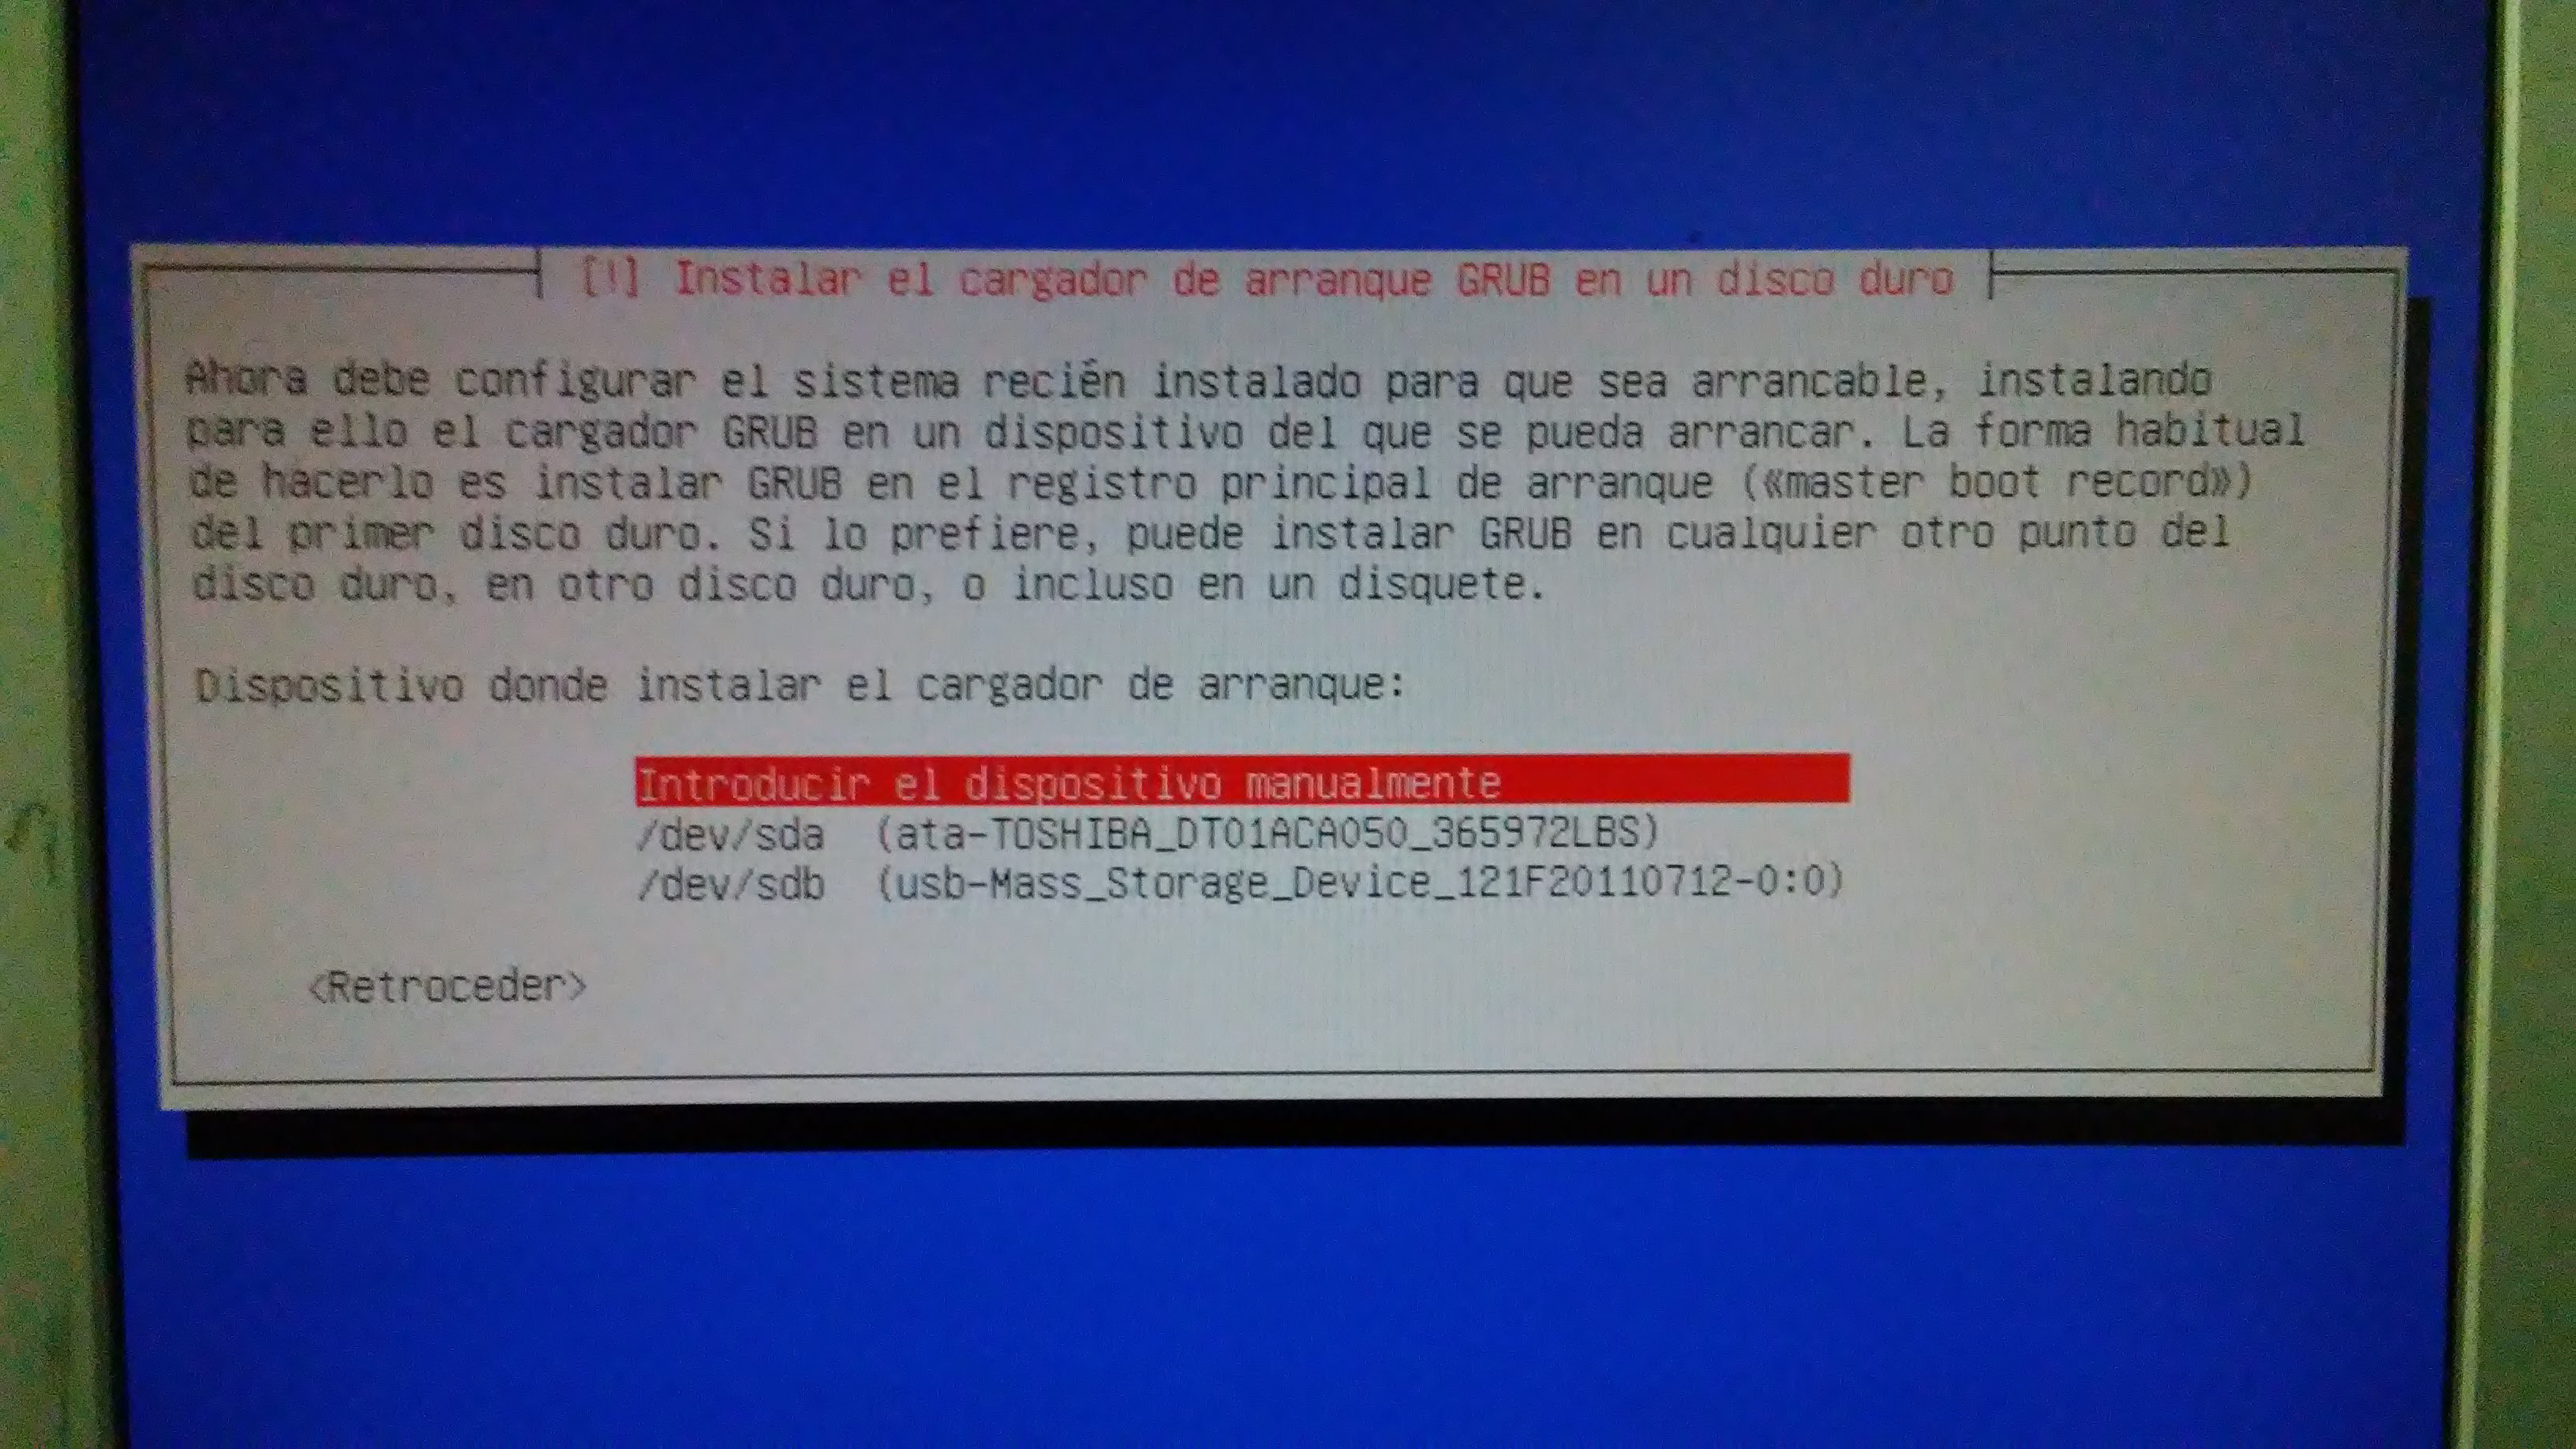 [!] Instalar el cargador de arranque GRUB en un disco duro
Ahora debe configurar el sistema recién instalado para que sea arrancable, instalando
para ello el cargador GRUB en un dispositivo del que se pueda arrancar. La forma habitual
de hacerlo es instalar GRUB en el registro principal de arranque («master boot record»)
del primer disco duro. Si lo prefiere, puede instalar GRUB en cualquier otro punto del
disco duro, en otro disco duro, o incluso en un disquete.
Dispositivo donde instalar el cargador de arranque:
Introducir el dispositivo manualmente
/dev/sda (ata-TOSHIBA_DT01ACA050_365972LBS)
/dev/sdb (usb-Mass_Storage_Device_121F20110712-0:0)
<Retroceder>